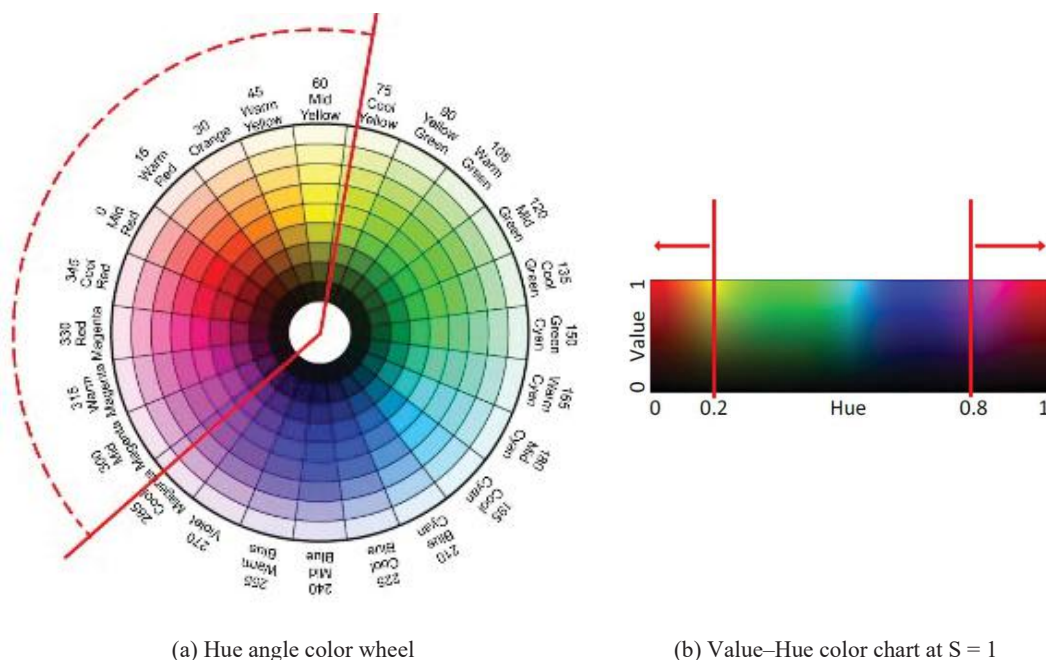 60
Mid
Yellow
75
Cool
Yellow
90
Yellow
Green
105
Warm
Green
120
Mid
Green
135
Cool
Green
150
Green
Cyan
165
Warm
Cyan
180
Mid
Cyan
195
Cool
Cyan
210
Blue
Cyan
225
Cool
Blue
240
Mid
Blue
255
Warm
Blue
270
Violet
285
Cool
Magenta
300
Mid
Magenta
315
Warm
Magenta
330
Red
Magenta
345
Cool
Red
0
Mid
Red
15
Warm
Red
30
Orange
45
Warm
Yellow
0 Value 1
0 0.2 Hue 0.8 1
(a) Hue angle color wheel
(b) Value–Hue color chart at S = 1